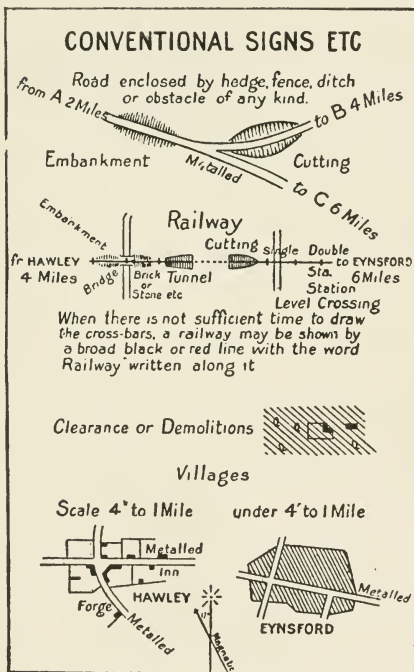 CONVENTIONAL SIGNS ETC
Road enclosed by hedge, fence, ditch
or obstacle of any kind.
from A 2 Miles
to B 4 Miles
Embankment
Metalled
Cutting
to C 6 Miles
Railway
Embankment
Cutting
Single
Double
fr HAWLEY
4 Miles
Bridge
Brick
or
Stone etc
Tunnel
Sta.
Station
to EYNSFORD
6 Miles
Level Crossing
When there is not sufficient time to draw
the cross-bars, a railway may be shown by
a broad black or red line with the word
Railway written along it
Clearance or Demolitions
Villages
Scale 4" to 1 Mile
under 4" to 1 Mile
Metalled
Inn
HAWLEY
Forge
Metalled
Magnetic
Metalled
EYNSFORD